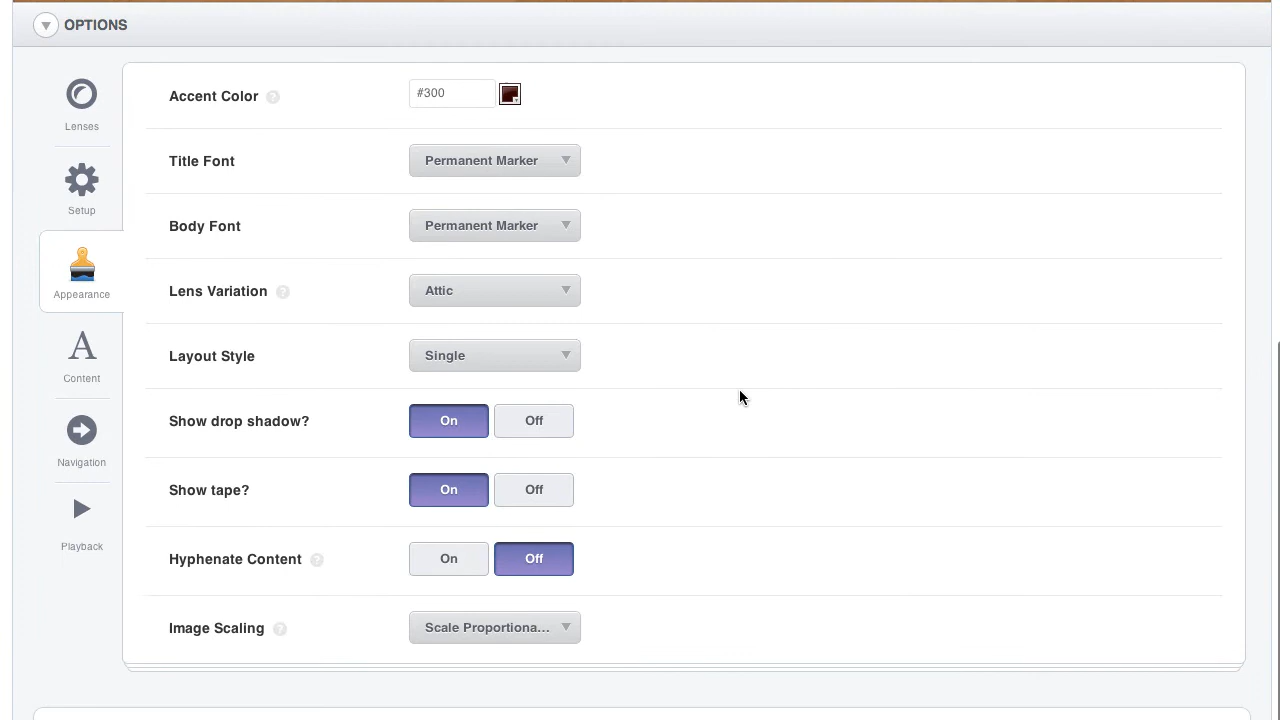 OPTIONS
Lenses
Setup
Appearance
A
Content
Navigation
Playback
Accent Color ?
#300
Title Font
Permanent Marker
Body Font
Permanent Marker
Lens Variation ?
Attic
Layout Style
Single
Show drop shadow?
On Off
Show tape?
On Off
Hyphenate Content ?
On Off
Image Scaling ?
Scale Proportiona...